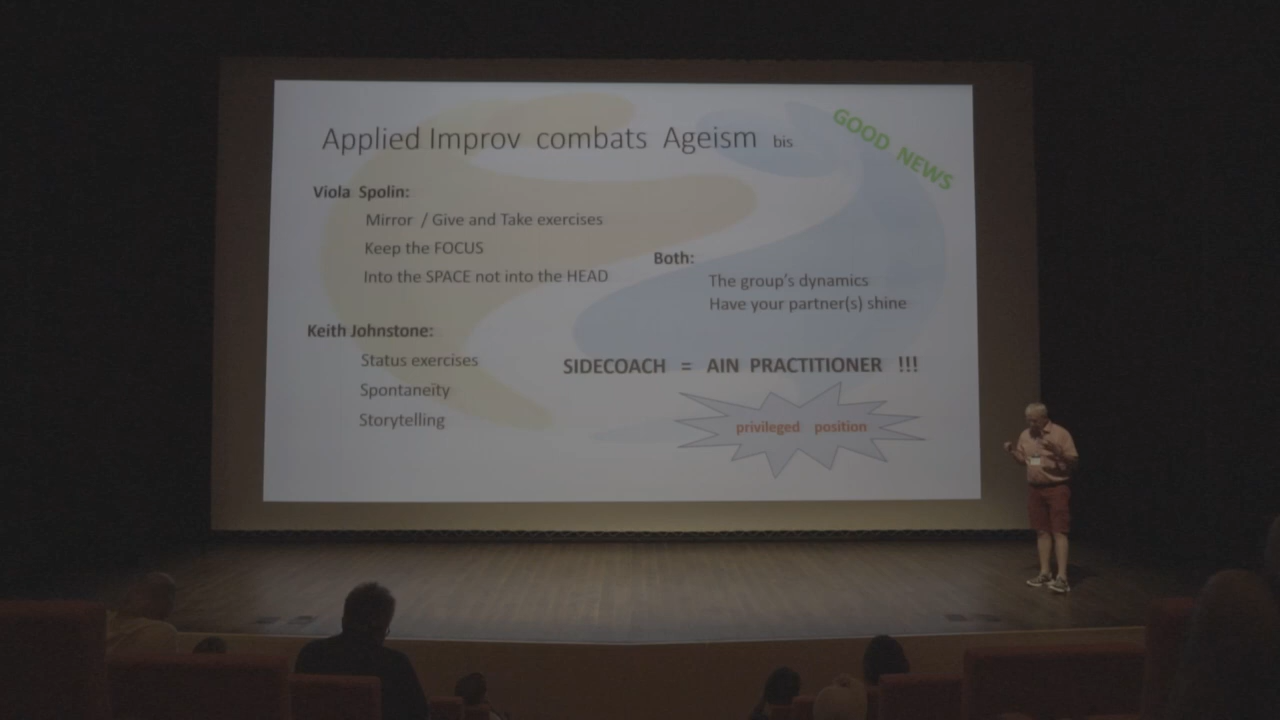 Applied Improv combats Ageism bis
GOOD NEWS
Viola Spolin:
Mirror / Give and Take exercises
Keep the FOCUS
Into the SPACE not into the HEAD
Both:
The group's dynamics
Have your partner(s) shine
Keith Johnstone:
Status exercises
Spontaneity
Storytelling
SIDECOACH = AIN PRACTITIONER !!!
privileged position